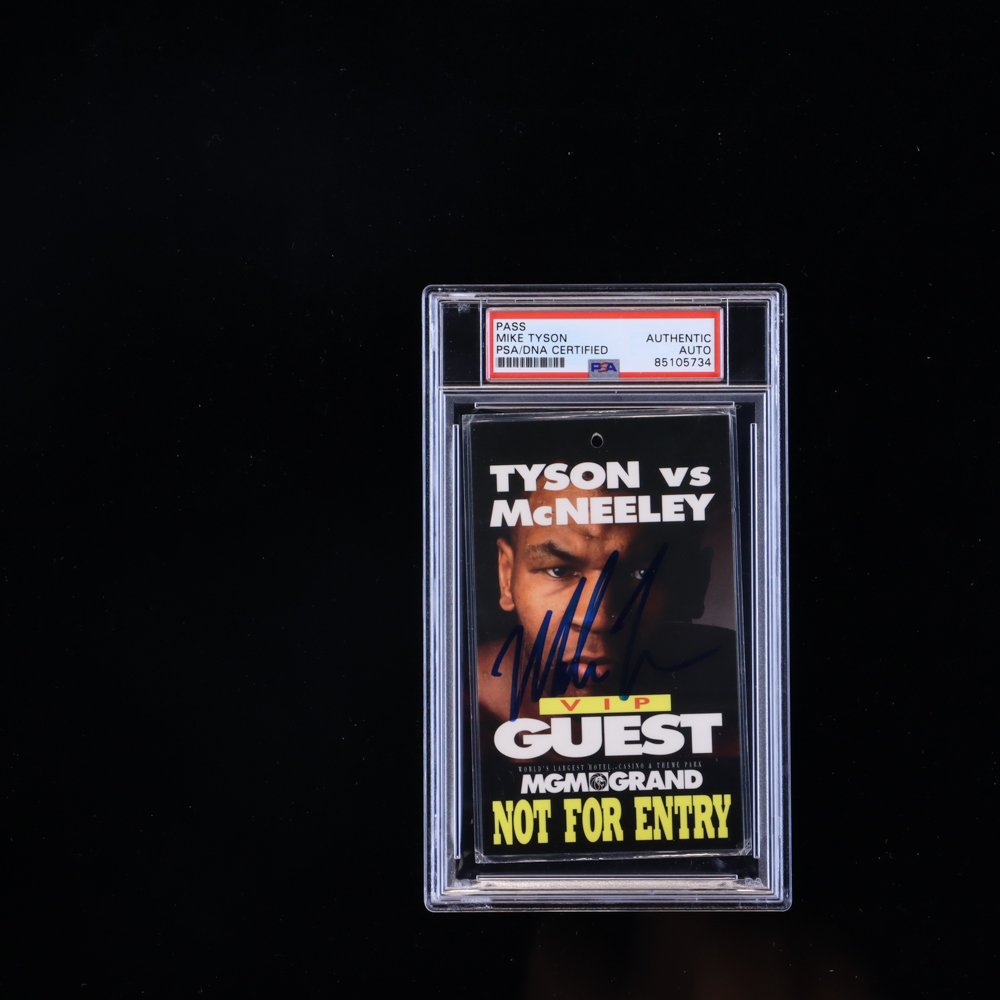 PASS
MIKE TYSON
PSA/DNA CERTIFIED
AUTHENTIC
AUTO
85105734
PSA
TYSON vs
McNEELEY
VIP
GUEST
WORLD'S LARGEST HOTEL, CASINO & THEME PARK
MGM GRAND
NOT FOR ENTRY